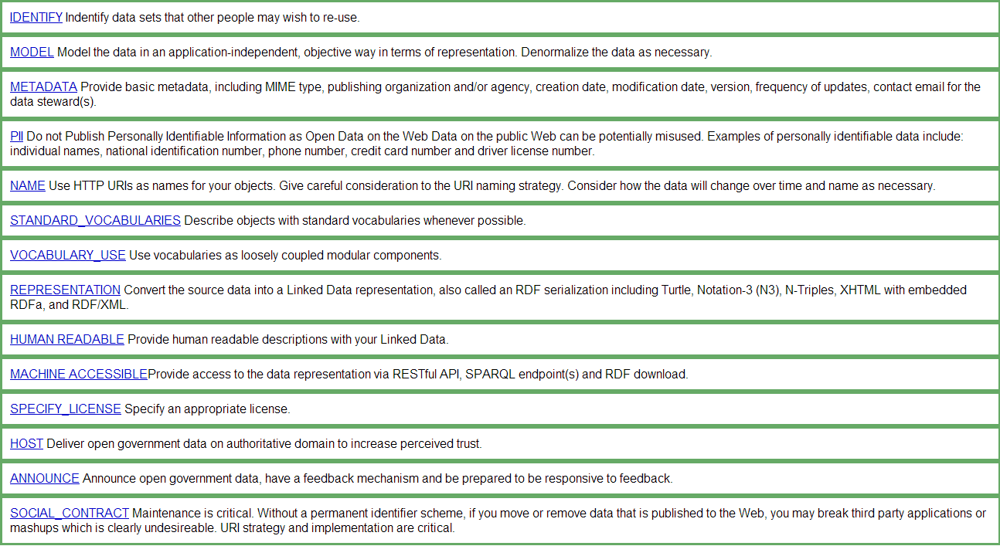 IDENTIFY Indentify data sets that other people may wish to re-use.
MODEL Model the data in an application-independent, objective way in terms of representation. Denormalize the data as necessary.
METADATA Provide basic metadata, including MIME type, publishing organization and/or agency, creation date, modification date, version, frequency of updates, contact email for the
data steward(s).
PII Do not Publish Personally Identifiable Information as Open Data on the Web Data on the public Web can be potentially misused. Examples of personally identifiable data include:
individual names, national identification number, phone number, credit card number and driver license number.
NAME Use HTTP URIs as names for your objects. Give careful consideration to the URI naming strategy. Consider how the data will change over time and name as necessary.
STANDARD_VOCABULARIES Describe objects with standard vocabularies whenever possible.
VOCABULARY_USE Use vocabularies as loosely coupled modular components.
REPRESENTATION Convert the source data into a Linked Data representation, also called an RDF serialization including Turtle, Notation-3 (N3), N-Triples, XHTML with embedded
RDFa, and RDF/XML.
HUMAN READABLE Provide human readable descriptions with your Linked Data.
MACHINE ACCESSIBLEProvide access to the data representation via RESTful API, SPARQL endpoint(s) and RDF download.
SPECIFY_LICENSE Specify an appropriate license.
HOST Deliver open government data on authoritative domain to increase perceived trust.
ANNOUNCE Announce open government data, have a feedback mechanism and be prepared to be responsive to feedback.
SOCIAL_CONTRACT Maintenance is critical. Without a permanent identifier scheme, if you move or remove data that is published to the Web, you may break third party applications or
mashups which is clearly undesireable. URI strategy and implementation are critical.